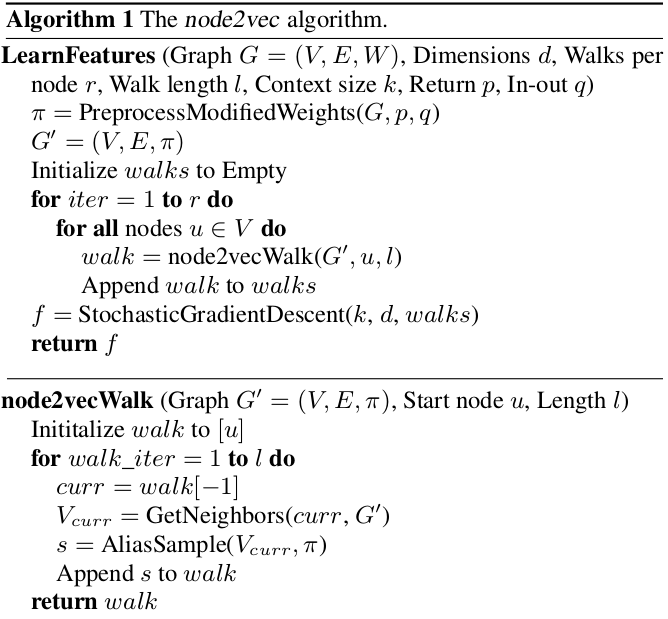 Algorithm 1 The node2vec algorithm.
LearnFeatures (Graph G = (V, E, W), Dimensions d, Walks per
node r, Walk length l, Context size k, Return p, In-out q)
π = PreprocessModifiedWeights(G, p, q)
G′ = (V, E, π)
Initialize walks to Empty
for iter = 1 to r do
for all nodes u ∈ V do
walk = node2vecWalk(G′, u, l)
Append walk to walks
f = StochasticGradientDescent(k, d, walks)
return f
node2vecWalk (Graph G′ = (V, E, π), Start node u, Length l)
Inititalize walk to [u]
for walk_iter = 1 to l do
curr = walk[−1]
V_curr = GetNeighbors(curr, G′)
s = AliasSample(V_curr, π)
Append s to walk
return walk